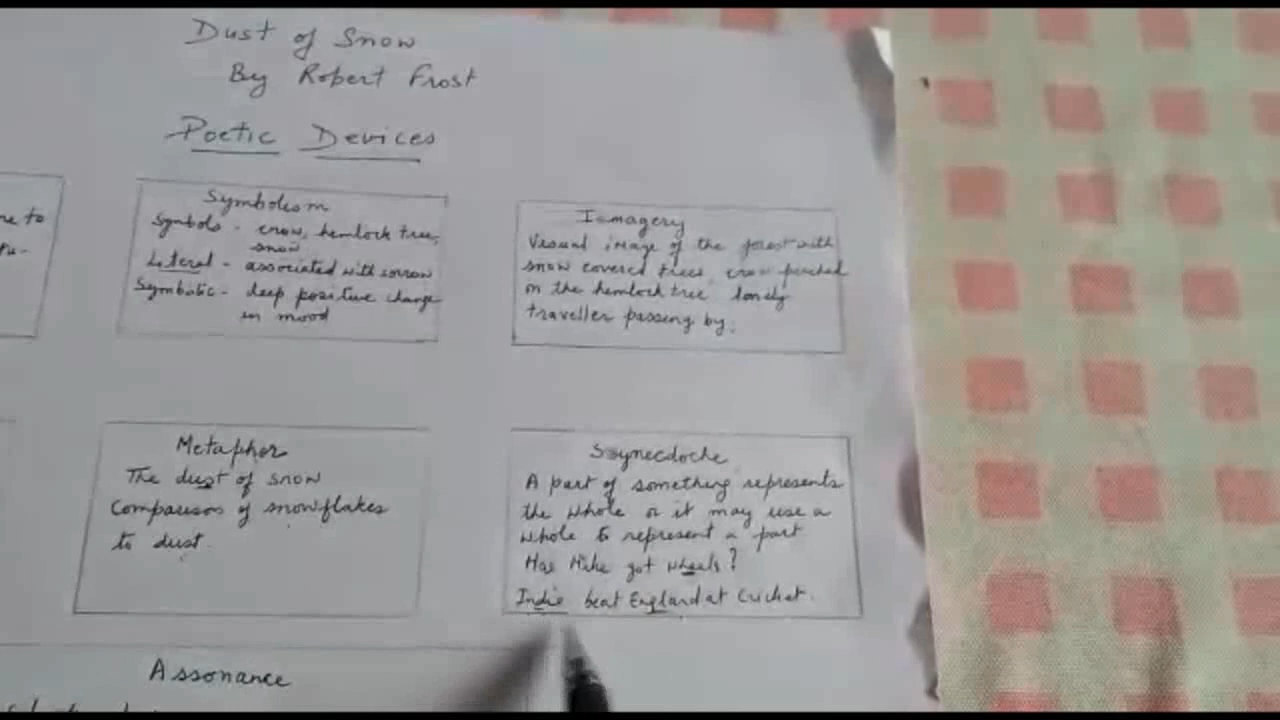 Dust of Snow
By Robert Frost
Poetic Devices
Symbolism
Symbols - crow, hemlock tree,
snow
Literal - associated with sorrow
Symbolic - deep positive change
in mood
Imagery
Visual image of the forest with
snow covered trees, crow perched
on the hemlock tree lonely
traveller passing by.
Metaphor
The dust of snow
Comparison of snowflakes
to dust.
Synecdoche
A part of something represents
the whole or it may use a
whole to represent a part
Has Mike got wheels?
India beat England at Cricket.
Assonance